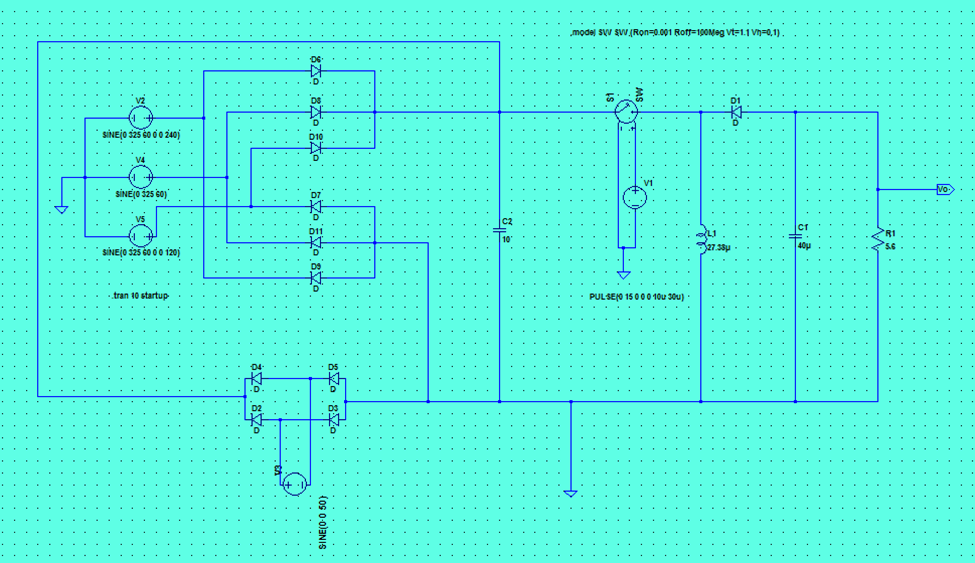 .model SW SW (Ron=0.001 Roff=100Meg Vt=1.1 Vh=0,1)
D6
D
S1
SW
V2
D8
D
D1
D
SINE(0 325 60 0 0 240)
D10
D
V4
SINE(0 325 60)
V1
Vo
D7
D
V5
C2
10
L1
27.38µ
C1
40µ
R1
5.6
D11
D
SINE(0 325 60 0 0 120)
D9
D
.tran 10 startup
PULSE(0 15 0 0 0 10u 30u)
D4
D
D5
D
D2
D
D3
D
V3
SINE(0 0 50)